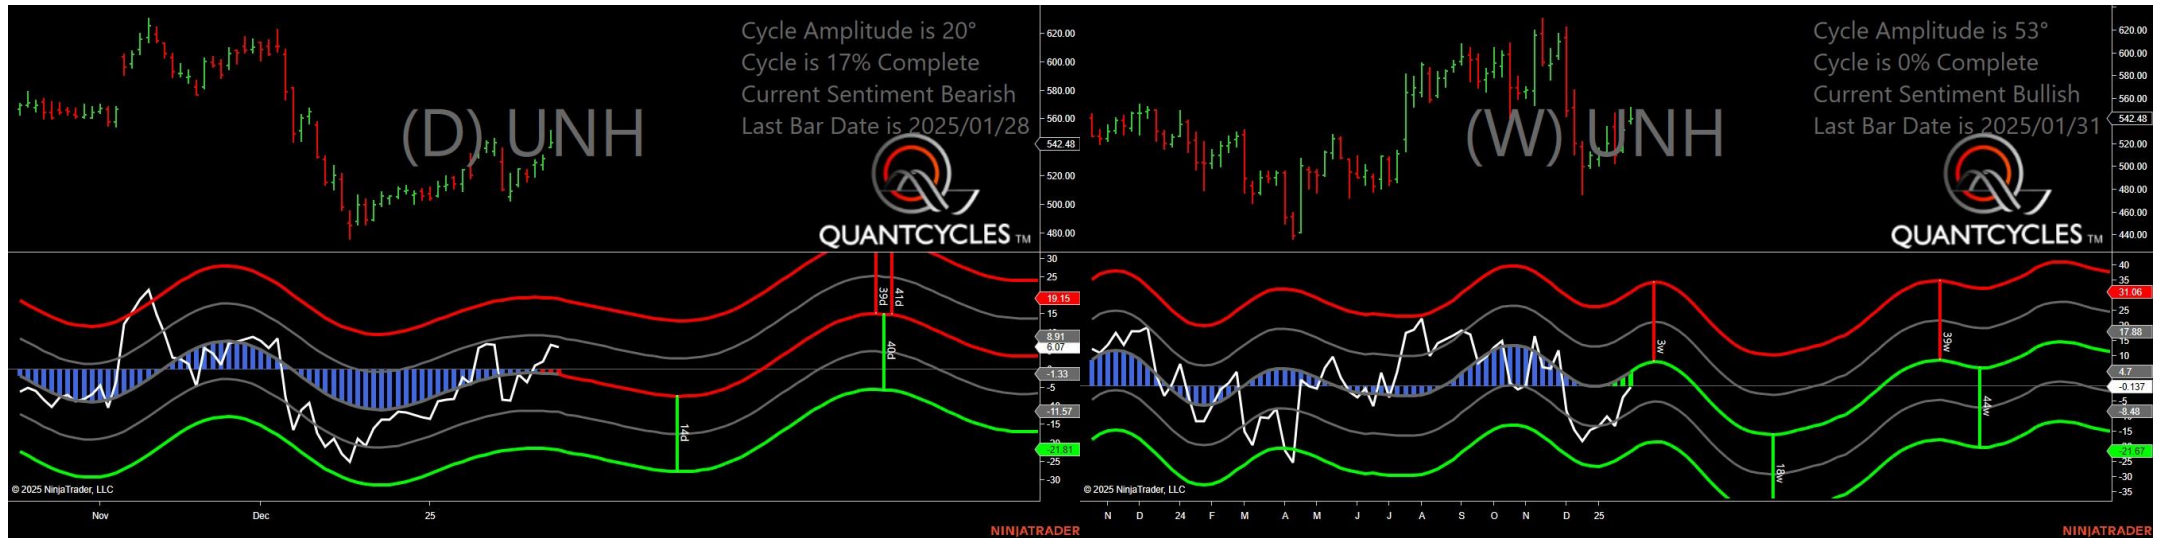 Cycle Amplitude is 20°
Cycle is 17% Complete
Current Sentiment Bearish
Last Bar Date is 2025/01/28
(D) UNH
QUANTCYCLES TM
620.00
600.00
580.00
560.00
542.48
520.00
500.00
480.00
30
25
19.15
15
8.91
6.07
-1.33
-5
-11.57
-15
-21.81
-25
-30
39d
41d
40d
14d
© 2025 NinjaTrader, LLC
Nov
Dec
25
NINJATRADER
Cycle Amplitude is 53°
Cycle is 0% Complete
Current Sentiment Bullish
Last Bar Date is 2025/01/31
(W) UNH
QUANTCYCLES TM
620.00
600.00
580.00
560.00
542.48
520.00
500.00
480.00
460.00
440.00
40
35
31.06
25
17.88
15
10
4.7
-0.137
-5
-8.48
-15
-21.67
-25
-30
-35
3w
39w
44w
18w
© 2025 NinjaTrader, LLC
N
D
24
F
M
A
M
J
J
A
S
O
N
D
25
NINJATRADER